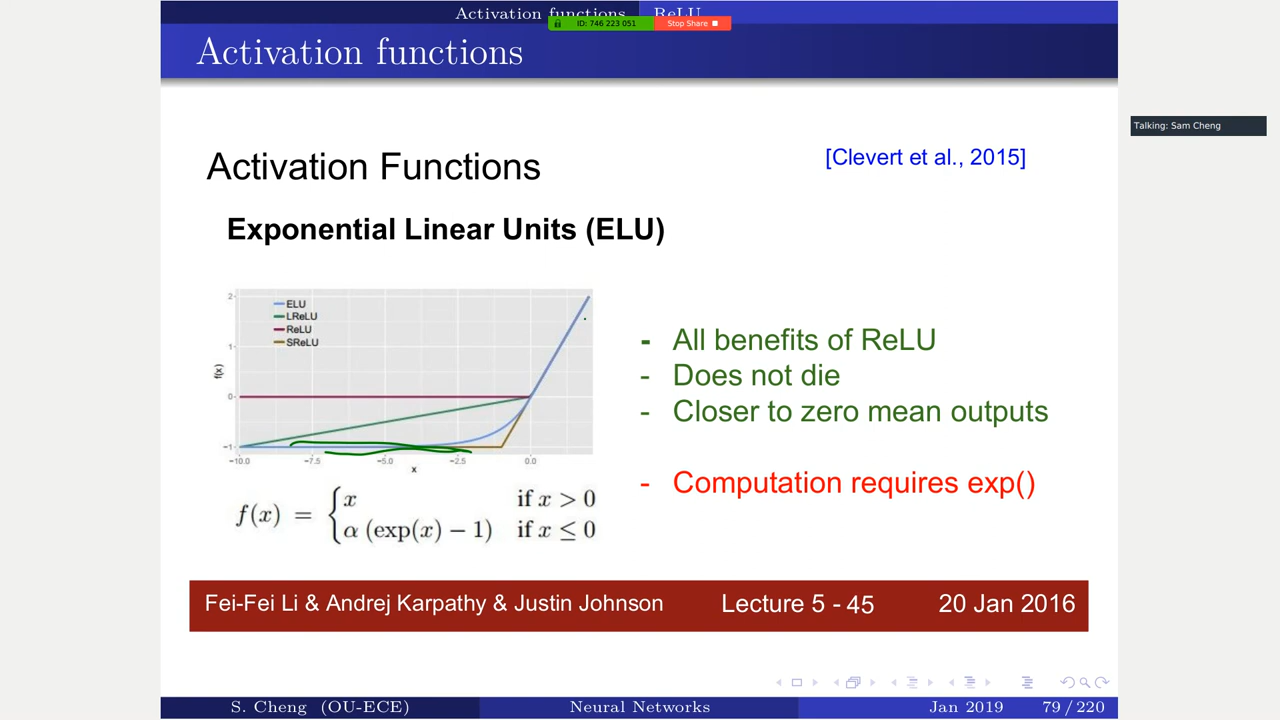 Activation functions ReLU
ID: 746 223 051 Stop Share
Activation functions
Talking: Sam Cheng
Activation Functions
[Clevert et al., 2015]
Exponential Linear Units (ELU)
2
ELU
LReLU
ReLU
SReLU
1
f(x)
0
−1
−10.0 −7.5 −5.0 −2.5 0.0
x
f(x) = { x if x > 0
α (exp(x) − 1) if x ≤ 0
- All benefits of ReLU
- Does not die
- Closer to zero mean outputs
- Computation requires exp()
Fei-Fei Li & Andrej Karpathy & Justin Johnson Lecture 5 - 45 20 Jan 2016
S. Cheng (OU-ECE) Neural Networks Jan 2019 79 / 220